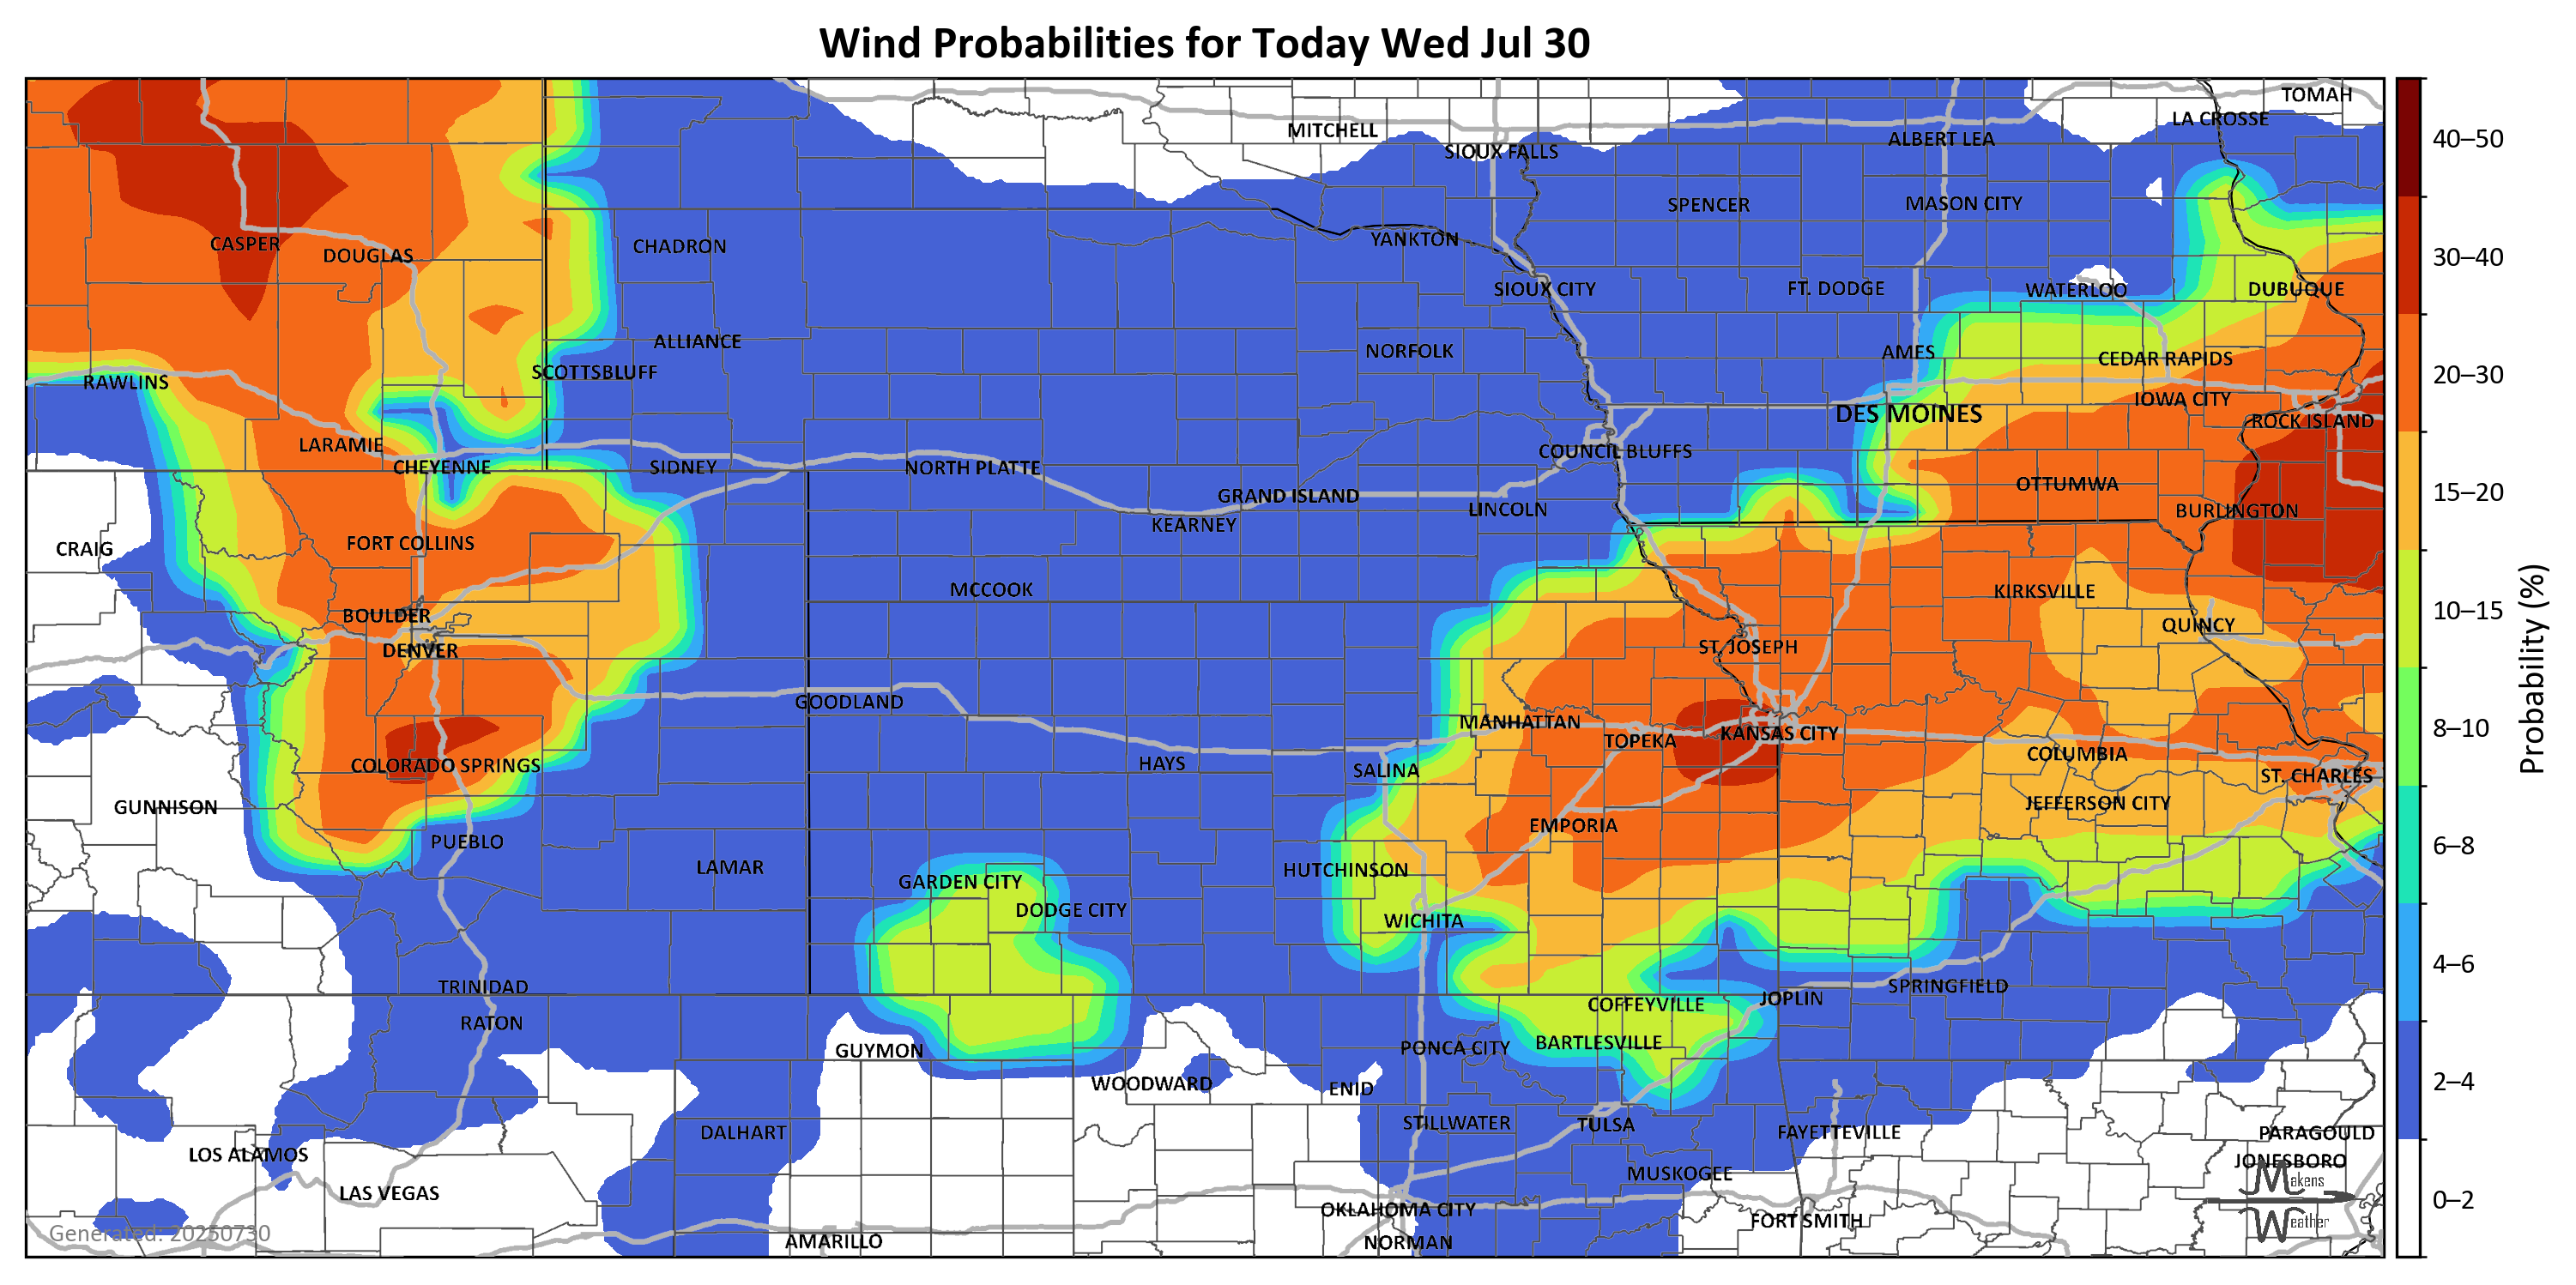 Wind Probabilities for Today Wed Jul 30
TOMAH
LA CROSSE
MITCHELL
ALBERT LEA
SIOUX FALLS
SPENCER
MASON CITY
CASPER
DOUGLAS
CHADRON
YANKTON
SIOUX CITY
FT. DODGE
WATERLOO
DUBUQUE
ALLIANCE
NORFOLK
AMES
CEDAR RAPIDS
RAWLINS
SCOTTSBLUFF
IOWA CITY
DES MOINES
ROCK ISLAND
LARAMIE
COUNCIL BLUFFS
CHEYENNE
SIDNEY
NORTH PLATTE
OTTUMWA
GRAND ISLAND
LINCOLN
BURLINGTON
KEARNEY
CRAIG
FORT COLLINS
MCCOOK
KIRKSVILLE
BOULDER
QUINCY
DENVER
ST. JOSEPH
GOODLAND
MANHATTAN
TOPEKA
KANSAS CITY
COLUMBIA
COLORADO SPRINGS
HAYS
SALINA
ST. CHARLES
GUNNISON
JEFFERSON CITY
EMPORIA
PUEBLO
LAMAR
HUTCHINSON
GARDEN CITY
DODGE CITY
WICHITA
TRINIDAD
SPRINGFIELD
JOPLIN
COFFEYVILLE
RATON
GUYMON
PONCA CITY
BARTLESVILLE
WOODWARD
ENID
STILLWATER
TULSA
DALHART
FAYETTEVILLE
PARAGOULD
LOS ALAMOS
JONESBORO
MUSKOGEE
LAS VEGAS
OKLAHOMA CITY
FORT SMITH
AMARILLO
NORMAN
Generated: 20250730
Makens
Weather
40–50
30–40
20–30
15–20
10–15
8–10
6–8
4–6
2–4
0–2
Probability (%)